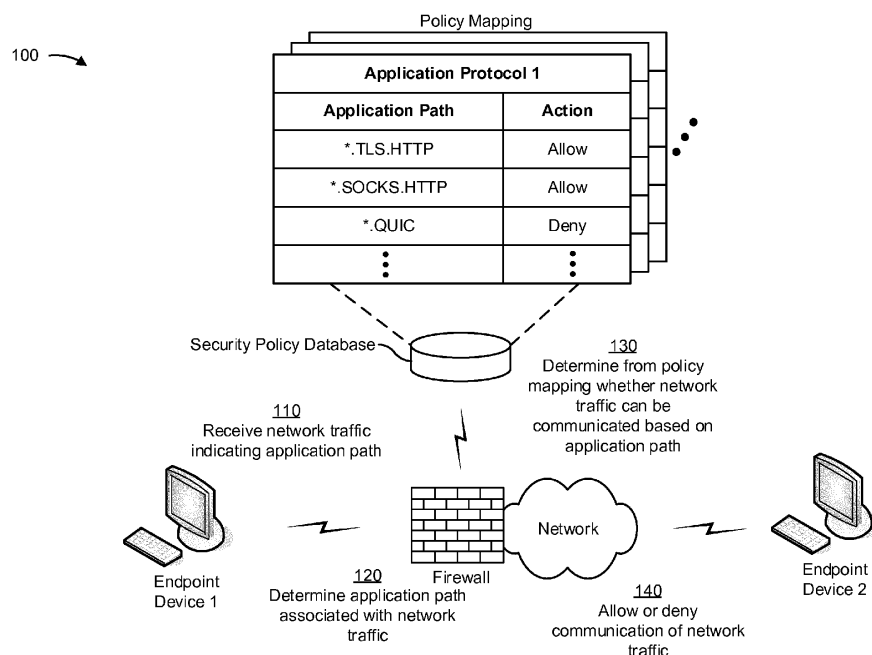 Policy Mapping
100
Application Protocol 1
Application Path
Action
*.TLS.HTTP
Allow
*.SOCKS.HTTP
Allow
*.QUIC
Deny
Security Policy Database
130
Determine from policy
mapping whether network
traffic can be
communicated based on
application path
110
Receive network traffic
indicating application path
Network
Endpoint
Device 1
120
Determine application path
associated with network
traffic
Firewall
140
Allow or deny
communication of network
traffic
Endpoint
Device 2